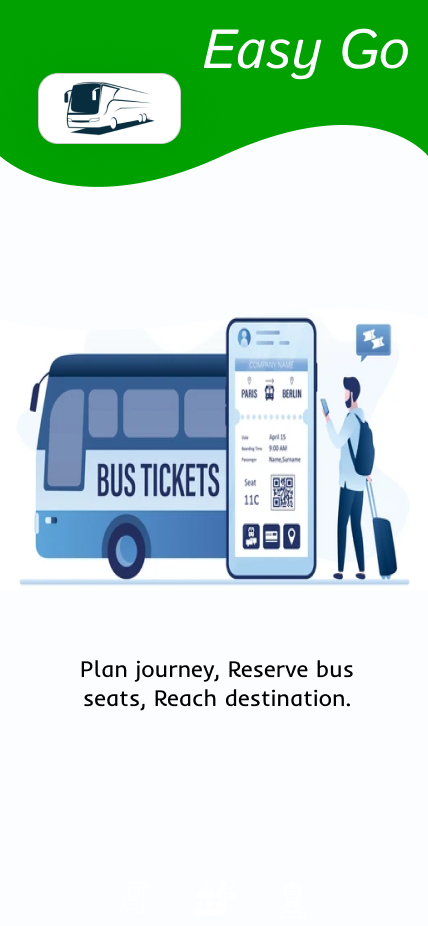 Easy Go
COMPANY NAME
PARIS
BERLIN
Date April 15
Boarding Time 9:00 AM
Passenger Name,Surname
Seat
11C
BUS TICKETS
Plan journey, Reserve bus
seats, Reach destination.